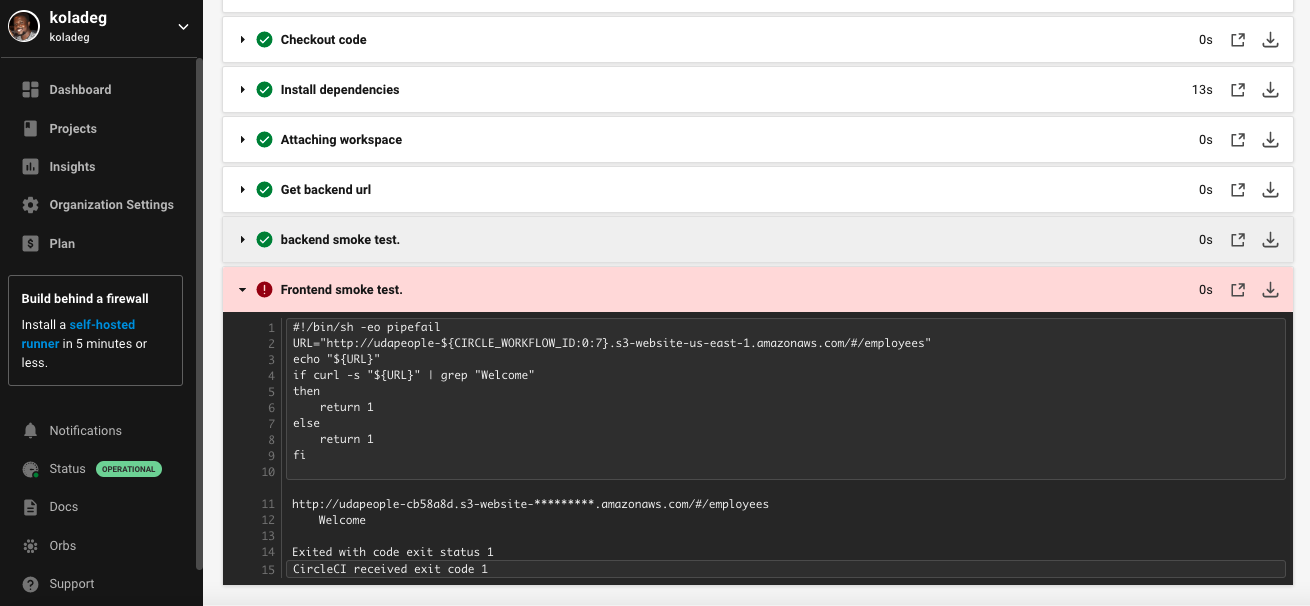 koladeg
koladeg
Dashboard
Projects
Insights
Organization Settings
Plan
Build behind a firewall
Install a self-hosted
runner in 5 minutes or
less.
Notifications
Status OPERATIONAL
Docs
Orbs
Support
Checkout code 0s
Install dependencies 13s
Attaching workspace 0s
Get backend url 0s
backend smoke test. 0s
Frontend smoke test. 0s
1 #!/bin/sh -eo pipefail
2 URL="http://udapeople-${CIRCLE_WORKFLOW_ID:0:7}.s3-website-us-east-1.amazonaws.com/#/employees"
3 echo "${URL}"
4 if curl -s "${URL}" | grep "Welcome"
5 then
6 return 1
7 else
8 return 1
9 fi
10
11 http://udapeople-cb58a8d.s3-website-*********.amazonaws.com/#/employees
12 Welcome
13
14 Exited with code exit status 1
15 CircleCI received exit code 1